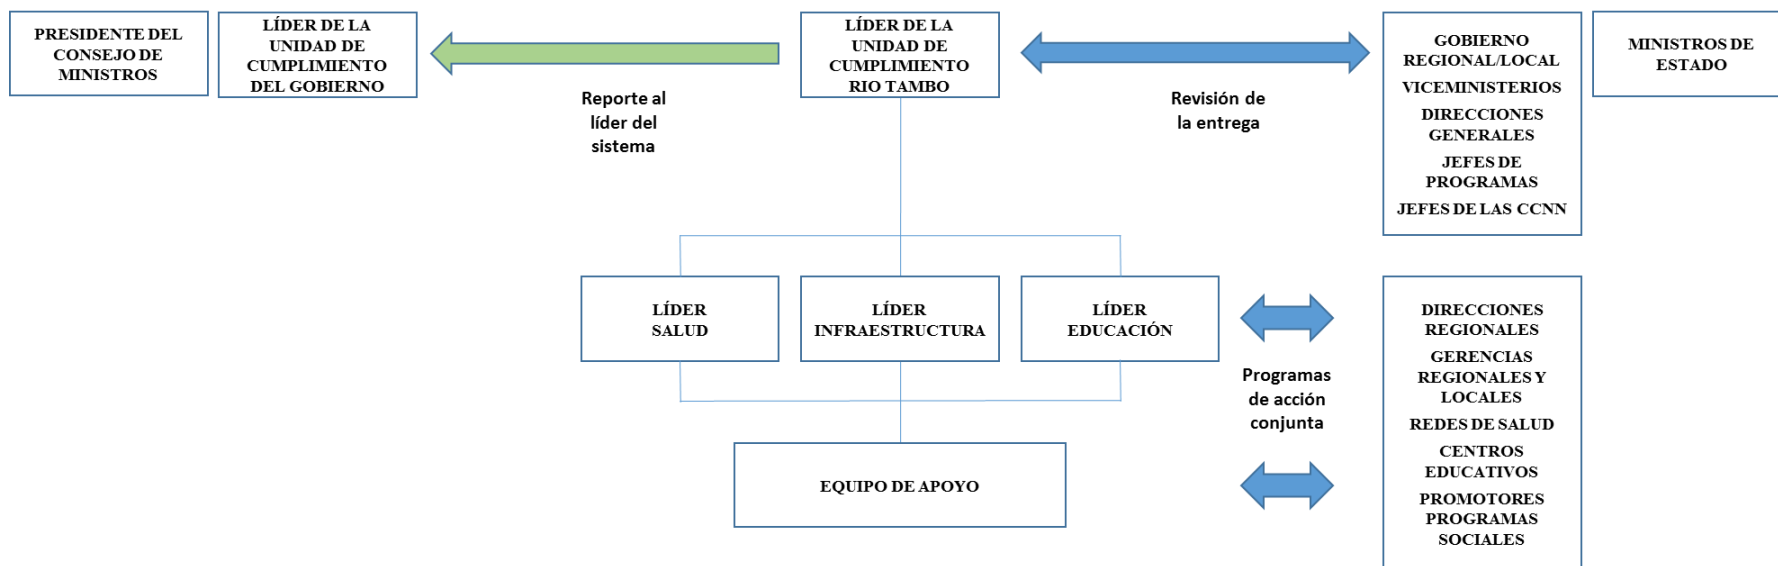 PRESIDENTE DEL
CONSEJO DE
MINISTROS
LÍDER DE LA
UNIDAD DE
CUMPLIMIENTO
DEL GOBIERNO
Reporte al
líder del
sistema
LÍDER DE LA
UNIDAD DE
CUMPLIMIENTO
RIO TAMBO
Revisión de
la entrega
GOBIERNO
REGIONAL/LOCAL
VICEMINISTERIOS
DIRECCIONES
GENERALES
JEFES DE
PROGRAMAS
JEFES DE LAS CCNN
MINISTROS DE
ESTADO
LÍDER
SALUD
LÍDER
INFRAESTRUCTURA
LÍDER
EDUCACIÓN
Programas
de acción
conjunta
EQUIPO DE APOYO
DIRECCIONES
REGIONALES
GERENCIAS
REGIONALES Y
LOCALES
REDES DE SALUD
CENTROS
EDUCATIVOS
PROMOTORES
PROGRAMAS
SOCIALES